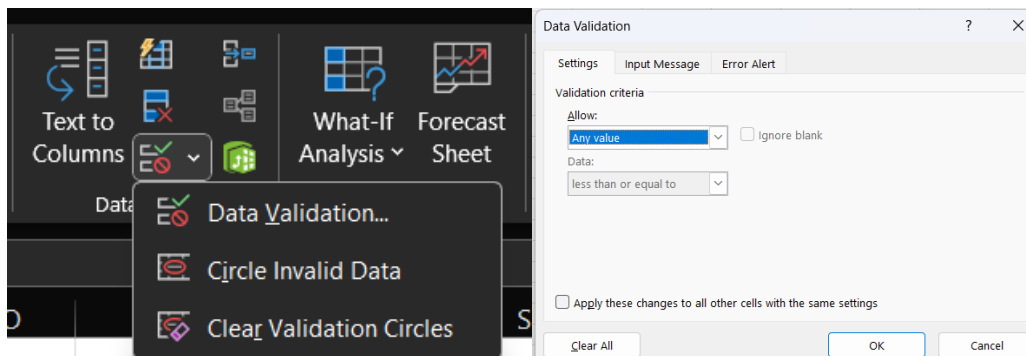 Text to
Columns
What-If
Analysis
Forecast
Sheet
Data
Data Validation...
Circle Invalid Data
Clear Validation Circles
O
S
Data Validation
?
Settings
Input Message
Error Alert
Validation criteria
Allow:
Any value
Ignore blank
Data:
less than or equal to
Apply these changes to all other cells with the same settings
Clear All
OK
Cancel